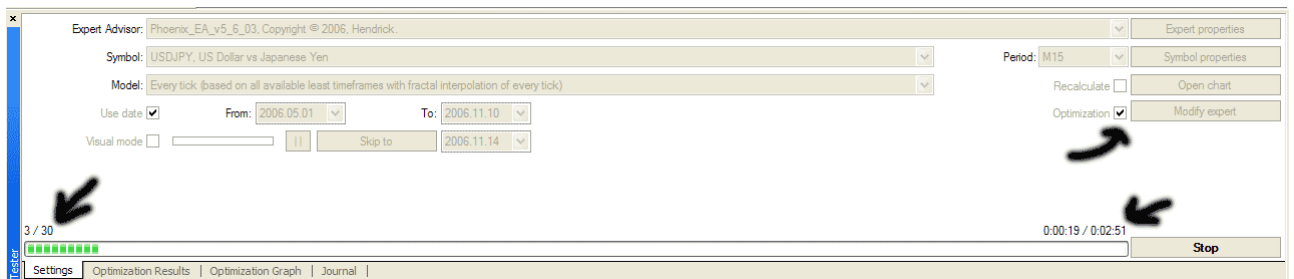 Expert Advisor: Phoenix_EA_v5_6_03, Copyright © 2006, Hendrick. Expert properties
Symbol: USDJPY, US Dollar vs Japanese Yen Period: M15 Symbol properties
Model: Every tick (based on all available least timeframes with fractal interpolation of every tick) Recalculate Open chart
Use date From: 2006.05.01 To: 2006.11.10 Optimization Modify expert
Visual mode Skip to 2006.11.14
3 / 30 0:00:19 / 0:02:51
Stop
Tester
Settings Optimization Results | Optimization Graph | Journal |